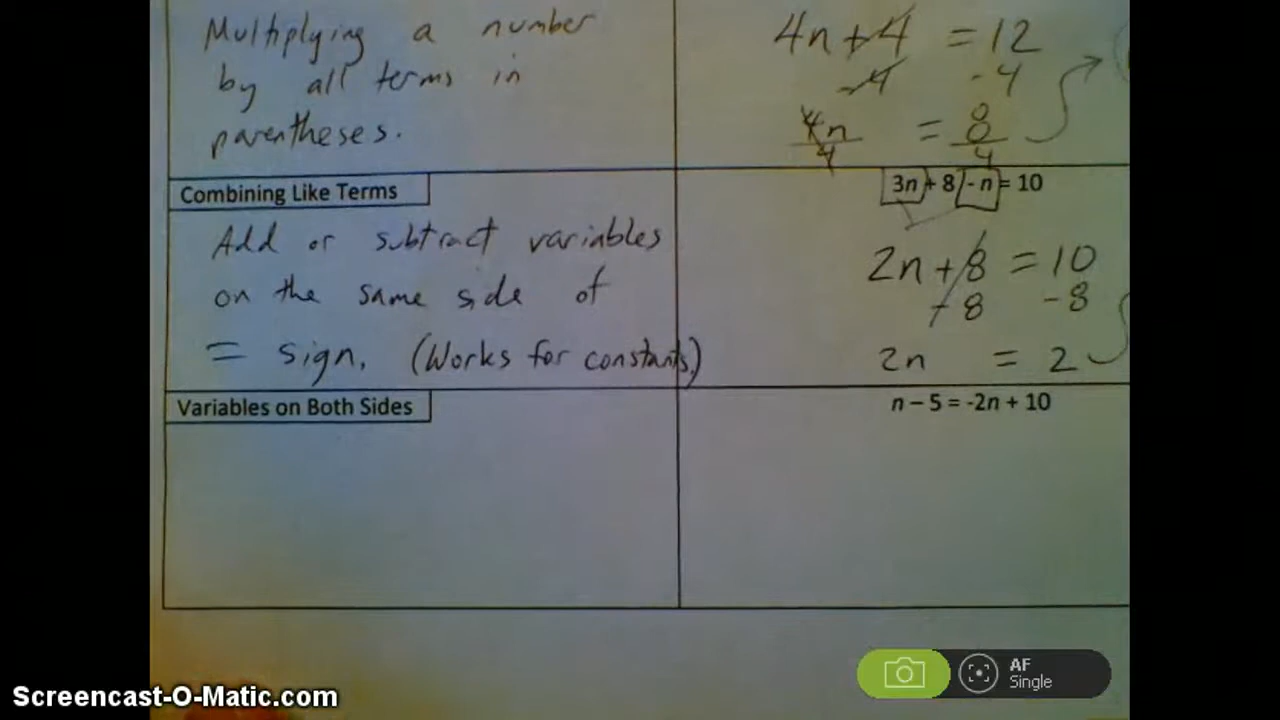 Multiplying a number
by all terms in
parentheses.
4n + 4 = 12
- 4 - 4
4n = 8
4 4
Combining Like Terms
3n + 8 - n = 10
Add or subtract variables
on the same side of
= sign. (Works for constants.)
2n + 8 = 10
- 8 - 8
2n = 2
Variables on Both Sides
n – 5 = -2n + 10
AF
Single
Screencast-O-Matic.com